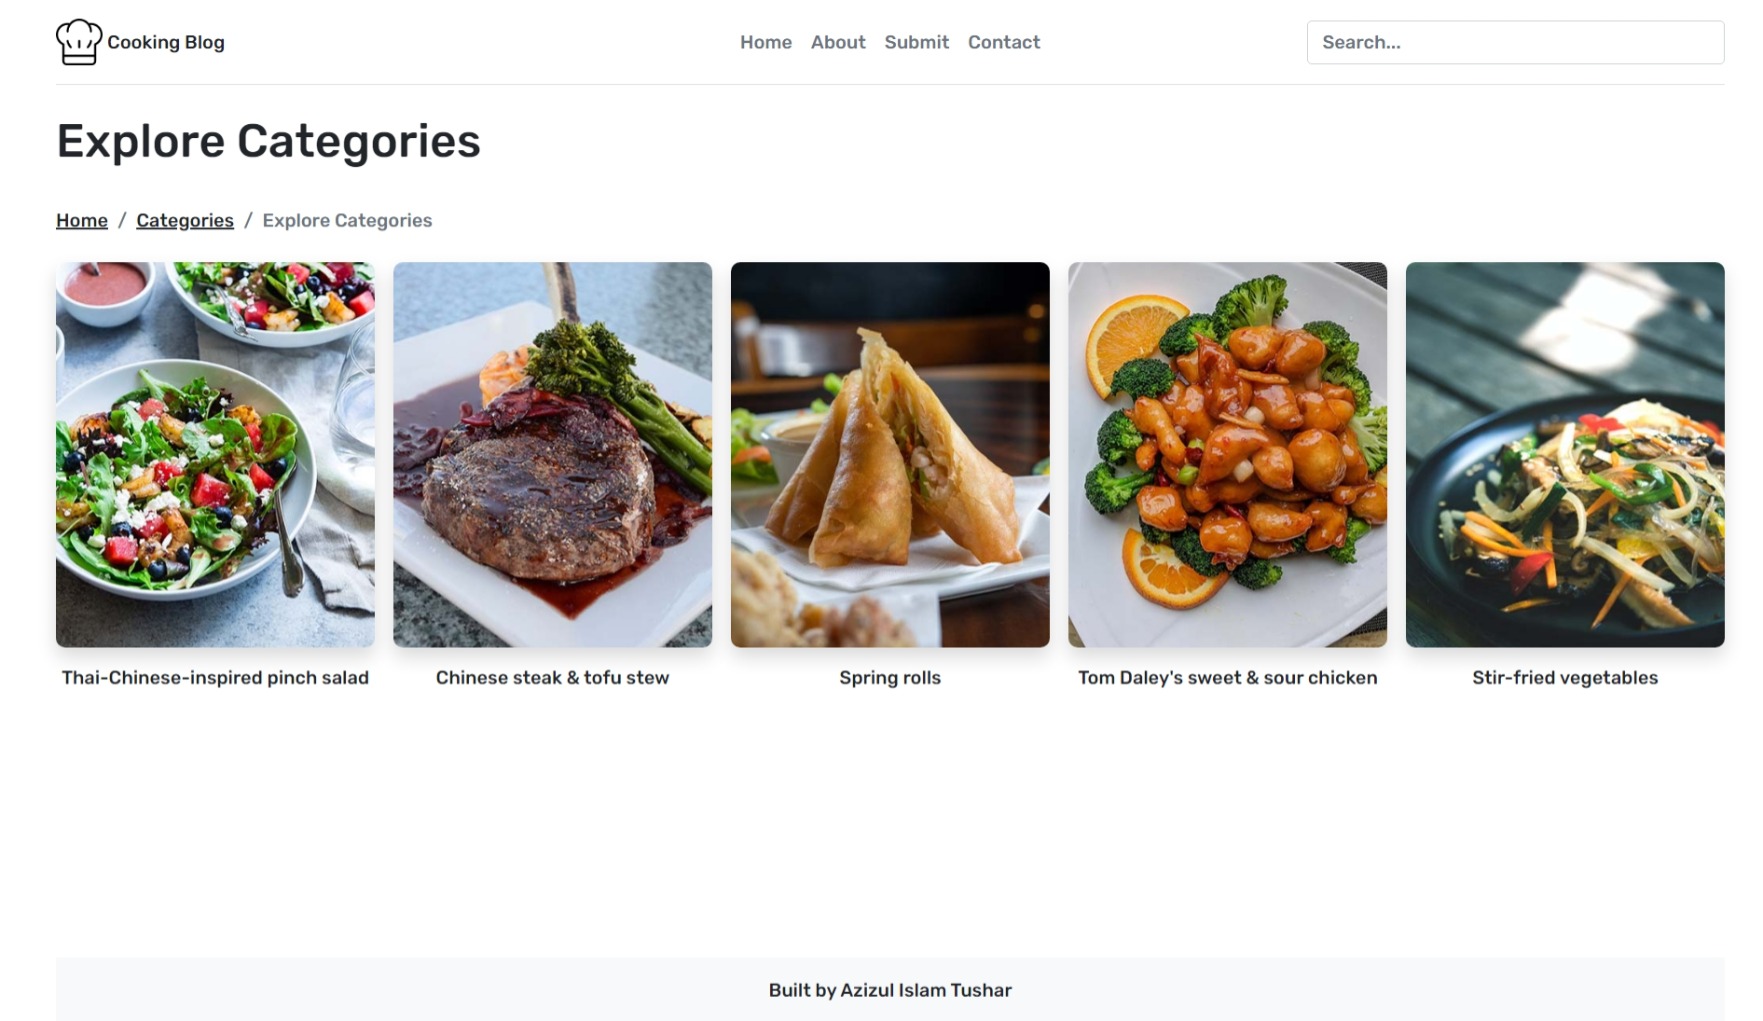 Cooking Blog
Home About Submit Contact
Search...
Explore Categories
Home / Categories / Explore Categories
Thai-Chinese-inspired pinch salad
Chinese steak & tofu stew
Spring rolls
Tom Daley's sweet & sour chicken
Stir-fried vegetables
Built by Azizul Islam Tushar